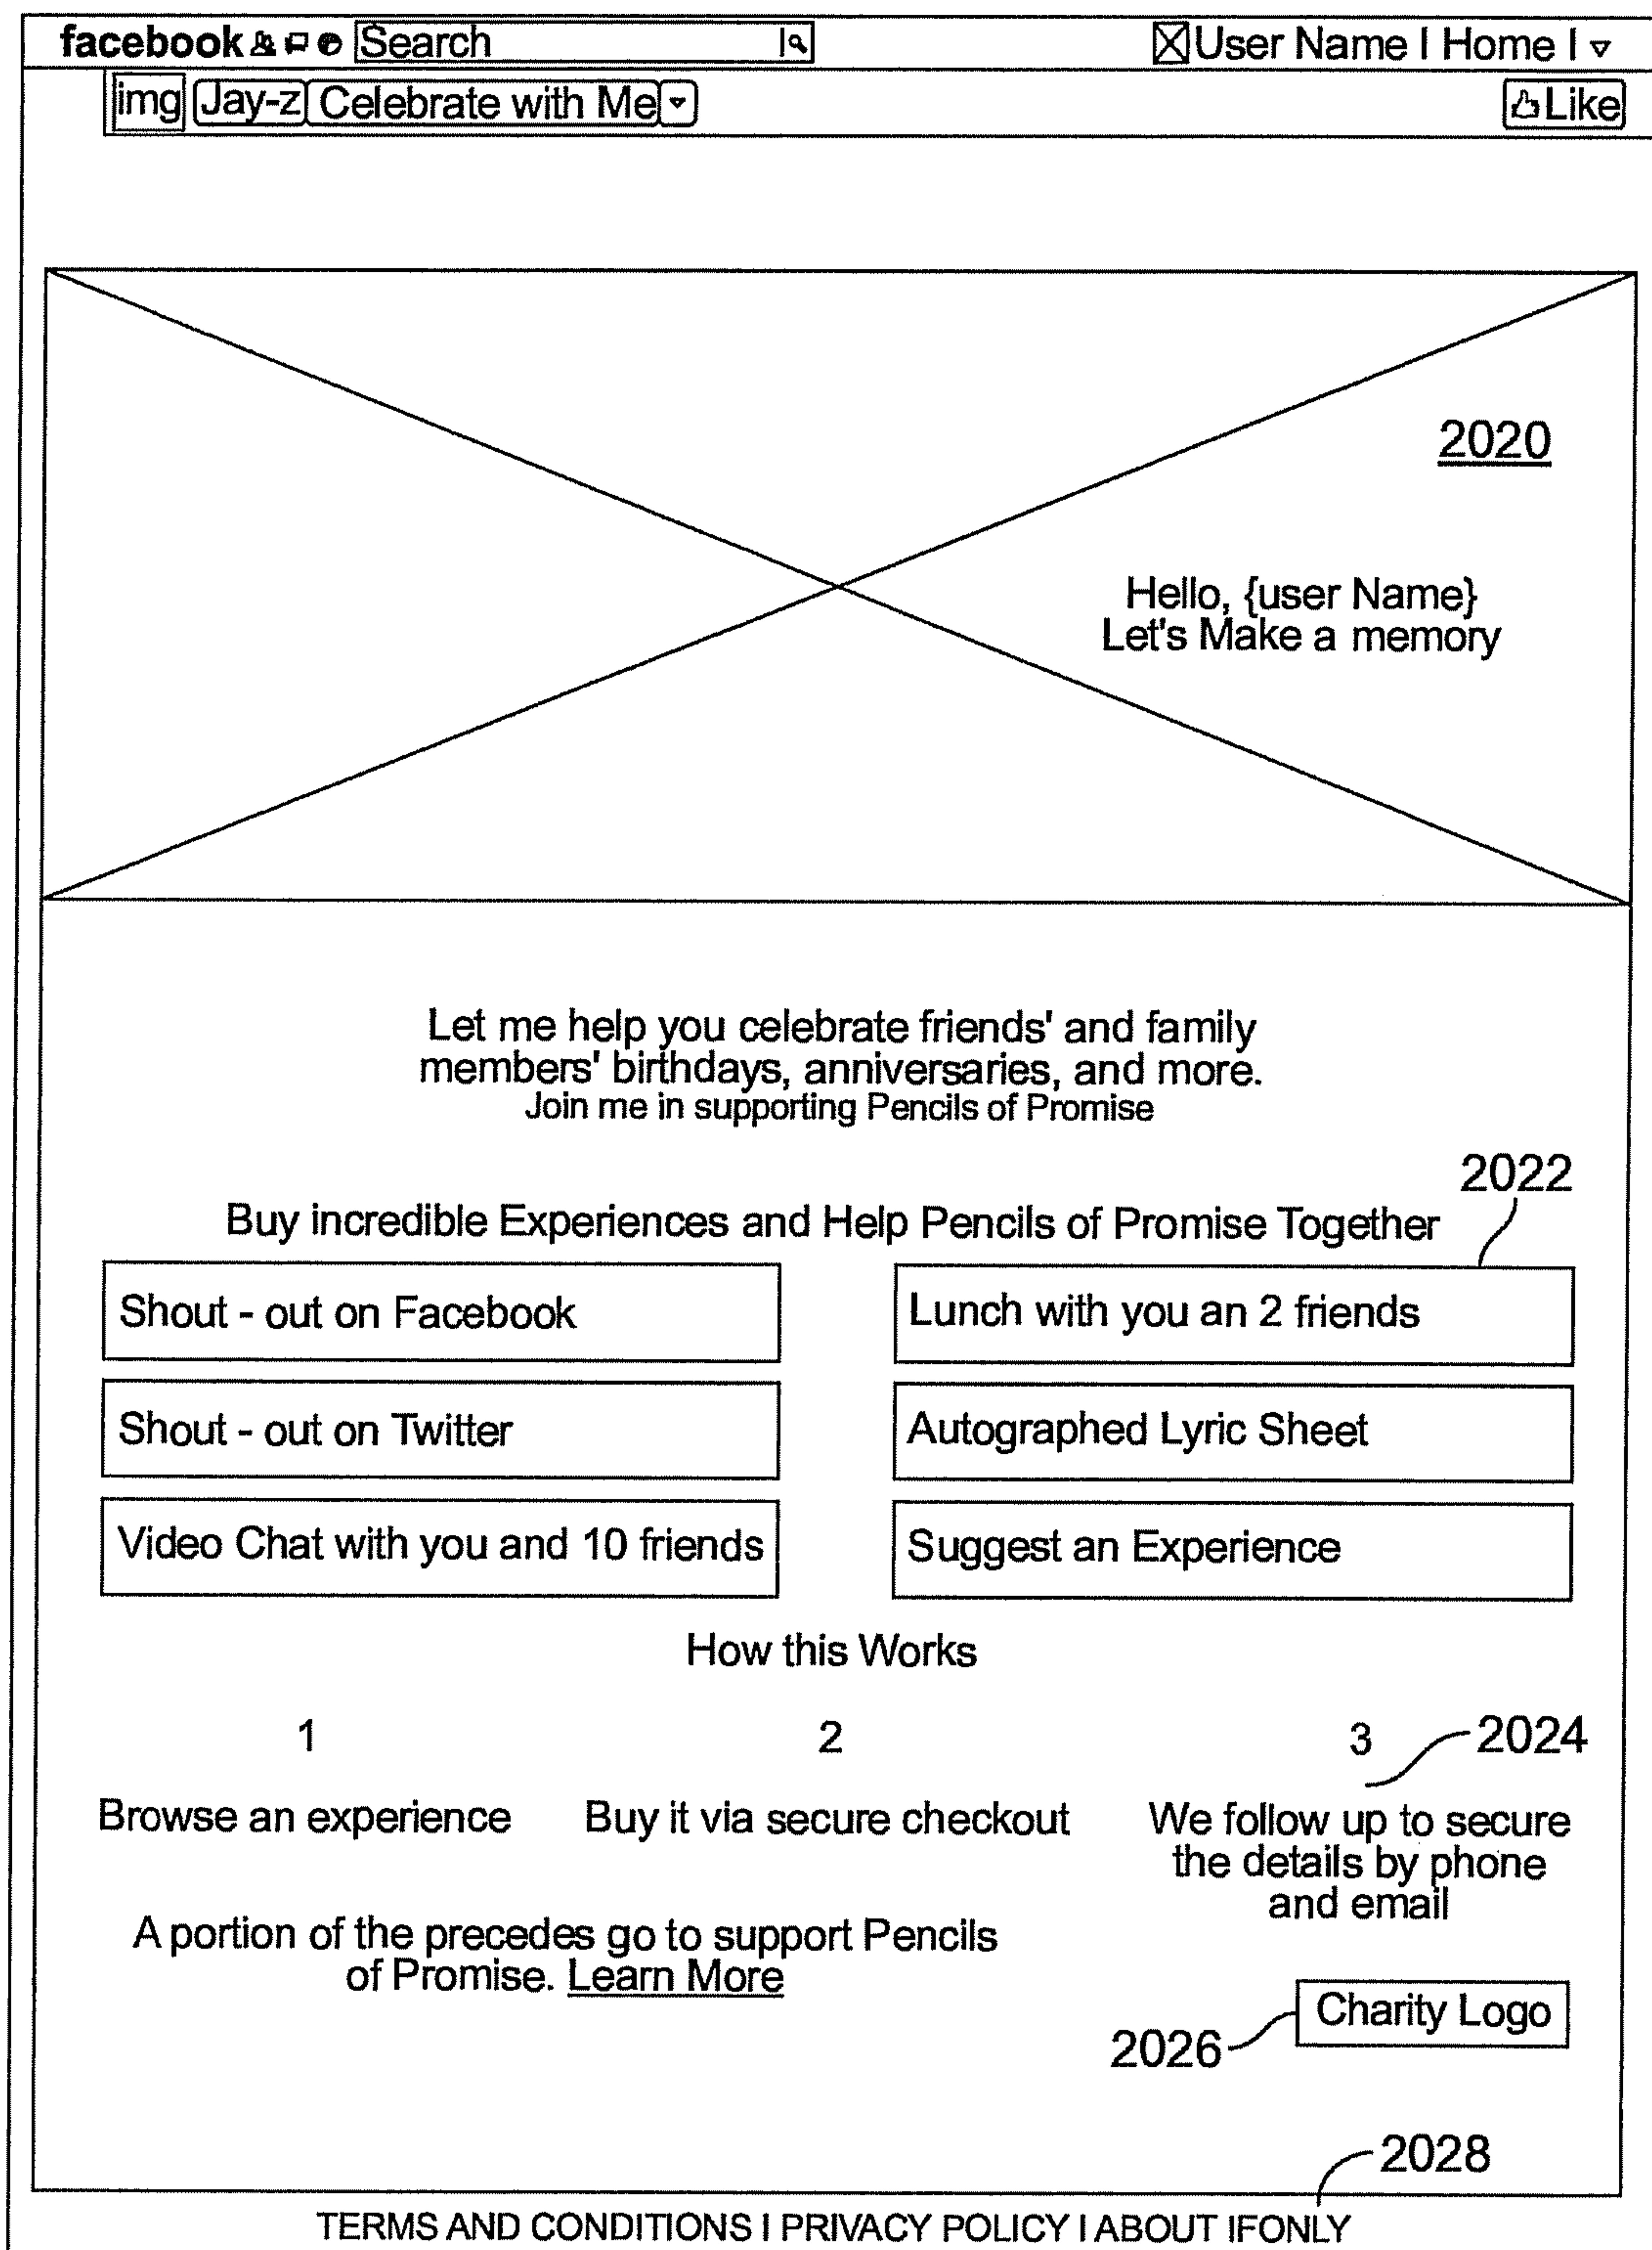 facebook Search User Name | Home |
img Jay-z Celebrate with Me Like
2020
Hello, {user Name}
Let's Make a memory
Let me help you celebrate friends' and family
members' birthdays, anniversaries, and more.
Join me in supporting Pencils of Promise
2022
Buy incredible Experiences and Help Pencils of Promise Together
Shout - out on Facebook
Lunch with you an 2 friends
Shout - out on Twitter
Autographed Lyric Sheet
Video Chat with you and 10 friends
Suggest an Experience
How this Works
1 2 3 2024
Browse an experience
Buy it via secure checkout
We follow up to secure
the details by phone
and email
A portion of the precedes go to support Pencils
of Promise. Learn More
Charity Logo
2026
2028
TERMS AND CONDITIONS | PRIVACY POLICY | ABOUT IFONLY